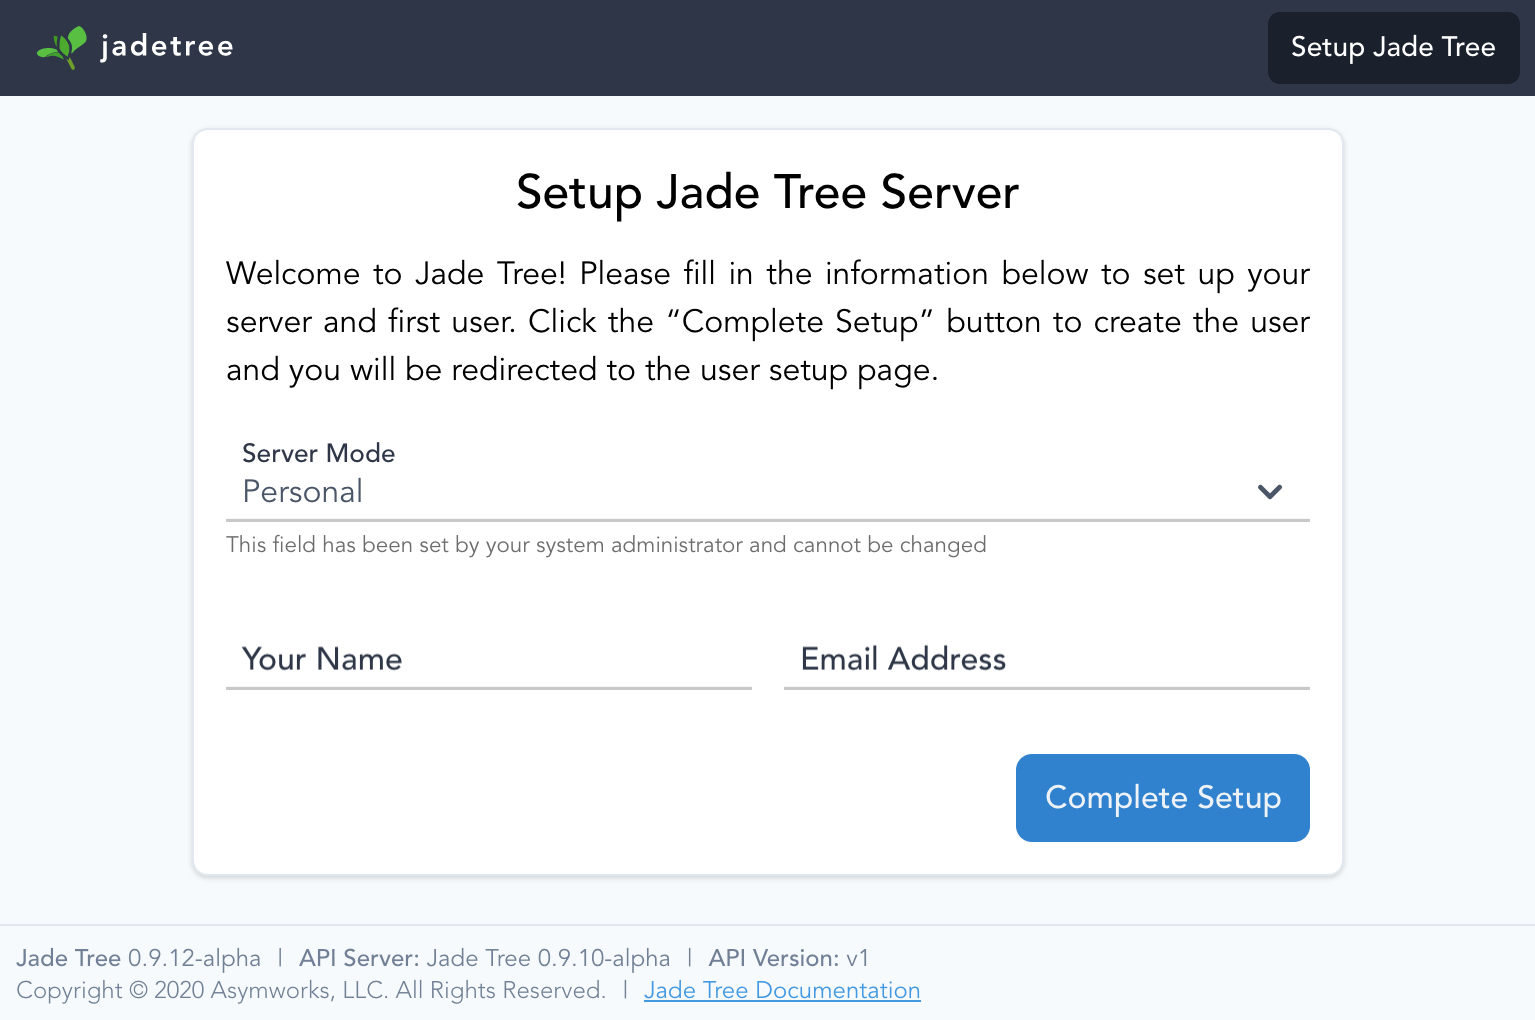 jadetree
Setup Jade Tree
Setup Jade Tree Server
Welcome to Jade Tree! Please fill in the information below to set up your
server and first user. Click the “Complete Setup” button to create the user
and you will be redirected to the user setup page.
Server Mode
Personal
This field has been set by your system administrator and cannot be changed
Your Name
Email Address
Complete Setup
Jade Tree 0.9.12-alpha | API Server: Jade Tree 0.9.10-alpha | API Version: v1
Copyright © 2020 Asymworks, LLC. All Rights Reserved. | Jade Tree Documentation